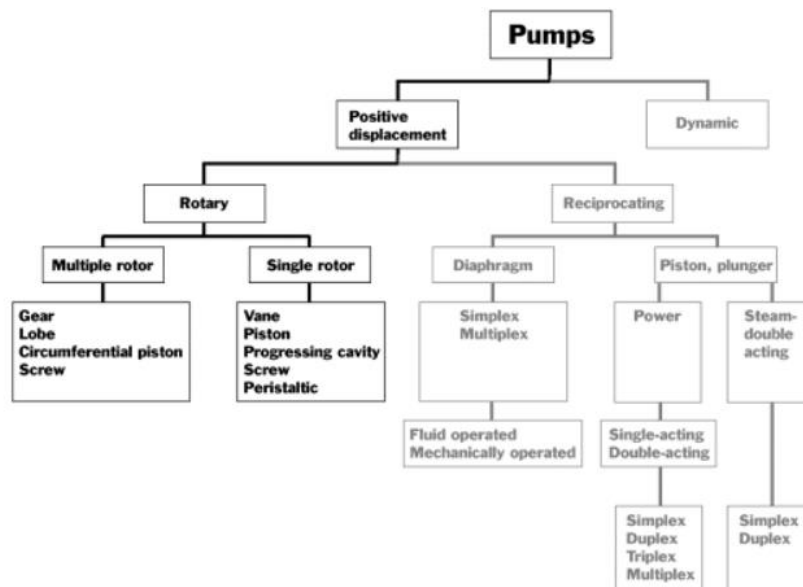 Pumps
Positive
displacement
Dynamic
Rotary
Reciprocating
Multiple rotor
Single rotor
Diaphragm
Piston, plunger
Gear
Lobe
Circumferential piston
Screw
Vane
Piston
Progressing cavity
Screw
Peristaltic
Simplex
Multiplex
Power
Steam-
double
acting
Fluid operated
Mechanically operated
Single-acting
Double-acting
Simplex
Duplex
Triplex
Multiplex
Simplex
Duplex